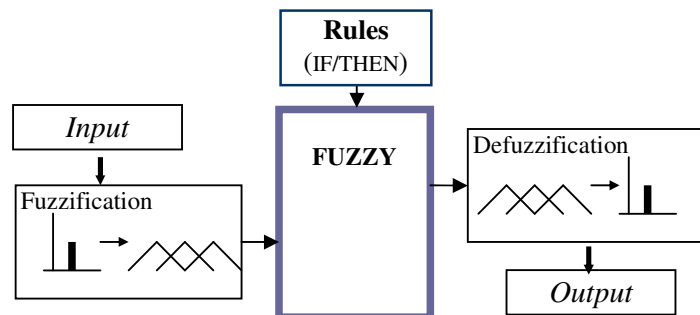 Rules
(IF/THEN)
Input
Fuzzification
FUZZY
Defuzzification
Output